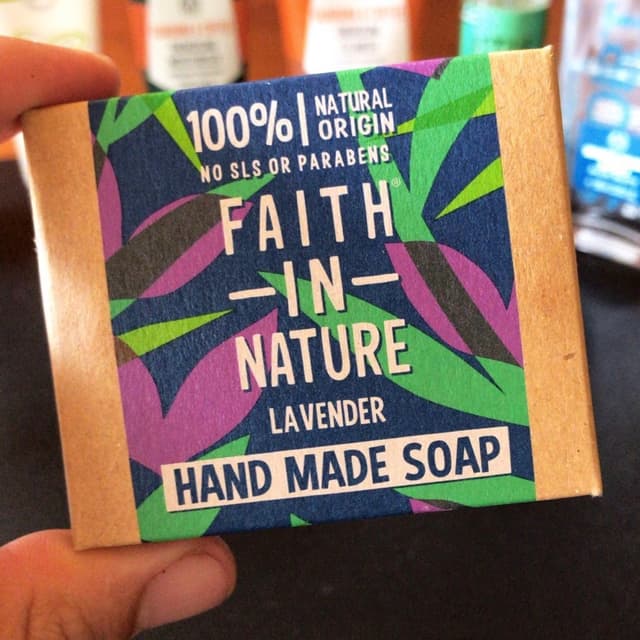 100% | NATURAL
ORIGIN
NO SLS OR PARABENS
FAITH®
—IN—
NATURE
LAVENDER
HAND MADE SOAP